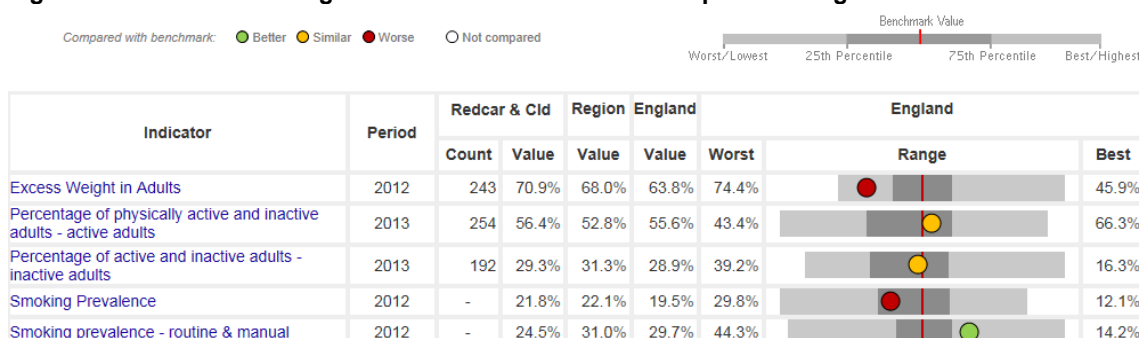 Compared with benchmark: Better Similar Worse Not compared
Benchmark Value
Worst/Lowest 25th Percentile 75th Percentile Best/Highest
Indicator Period Redcar & Cld Region England England
Count Value Value Value Worst Range Best
Excess Weight in Adults 2012 243 70.9% 68.0% 63.8% 74.4% 45.9%
Percentage of physically active and inactive
adults - active adults 2013 254 56.4% 52.8% 55.6% 43.4% 66.3%
Percentage of active and inactive adults -
inactive adults 2013 192 29.3% 31.3% 28.9% 39.2% 16.3%
Smoking Prevalence 2012 - 21.8% 22.1% 19.5% 29.8% 12.1%
Smoking prevalence - routine & manual 2012 - 24.5% 31.0% 29.7% 44.3% 14.2%